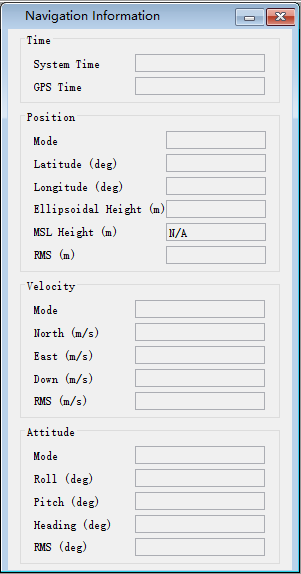 Navigation Information
Time
System Time
GPS Time
Position
Mode
Latitude (deg)
Longitude (deg)
Ellipsoidal Height (m)
MSL Height (m) N/A
RMS (m)
Velocity
Mode
North (m/s)
East (m/s)
Down (m/s)
RMS (m/s)
Attitude
Mode
Roll (deg)
Pitch (deg)
Heading (deg)
RMS (deg)